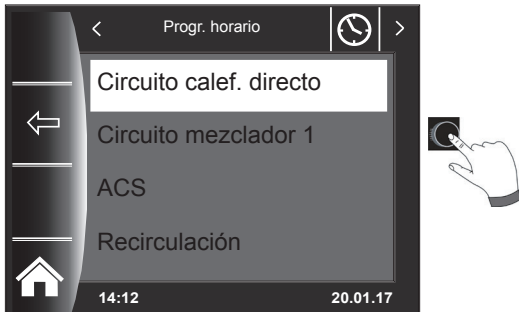 Progr. horario
Circuito calef. directo
Circuito mezclador 1
ACS
Recirculación
14:12 20.01.17